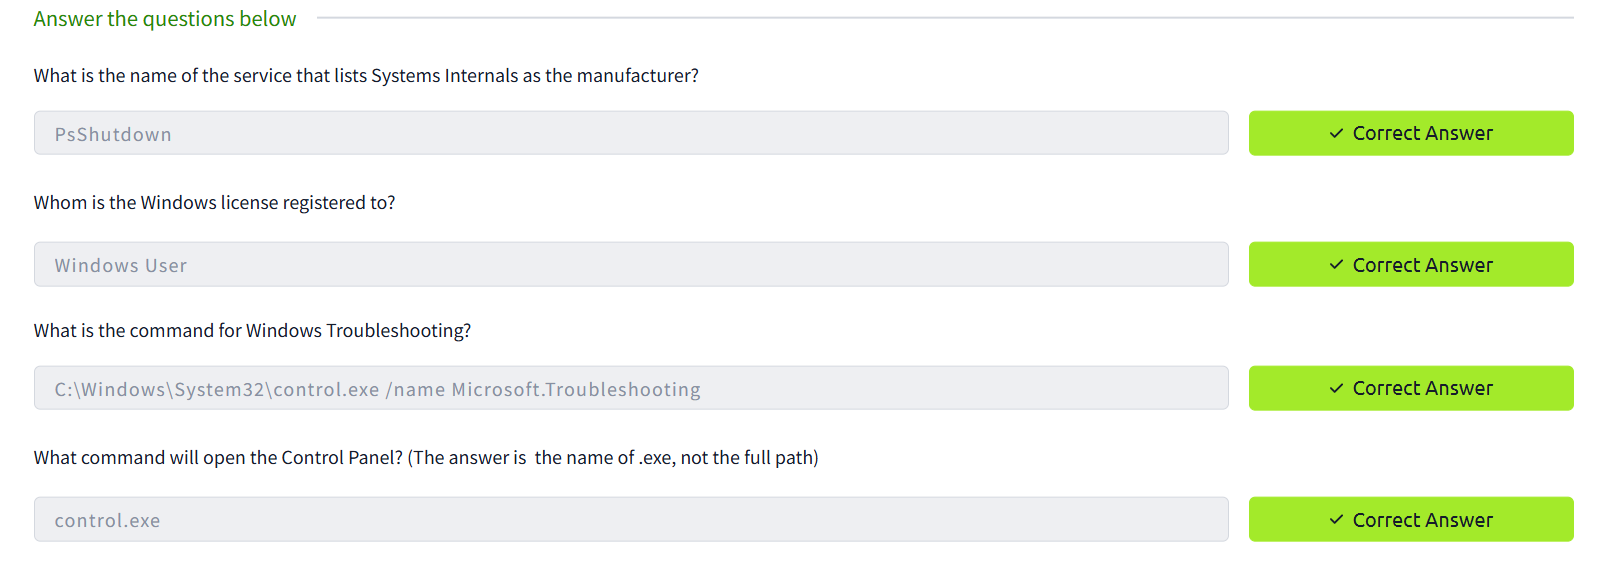 Answer the questions below
What is the name of the service that lists Systems Internals as the manufacturer?
PsShutdown
✓ Correct Answer
Whom is the Windows license registered to?
Windows User
✓ Correct Answer
What is the command for Windows Troubleshooting?
C:\Windows\System32\control.exe /name Microsoft.Troubleshooting
✓ Correct Answer
What command will open the Control Panel? (The answer is  the name of .exe, not the full path)
control.exe
✓ Correct Answer